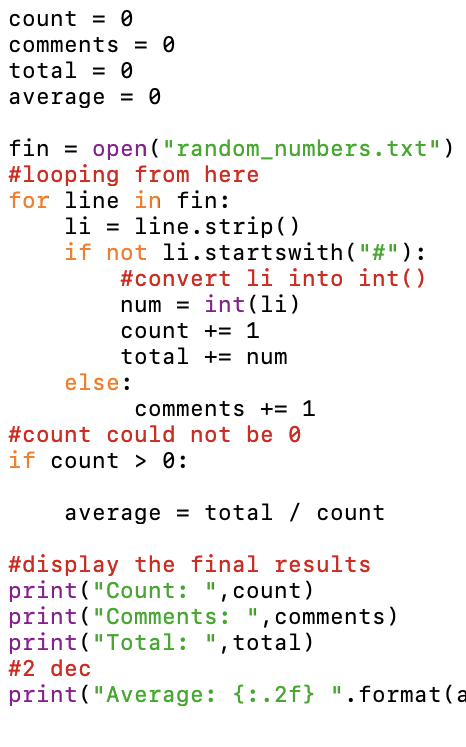 count = 0
comments = 0
total = 0
average = 0

fin = open("random_numbers.txt")
#looping from here
for line in fin:
    li = line.strip()
    if not li.startswith("#"):
        #convert li into int()
        num = int(li)
        count += 1
        total += num
    else:
         comments += 1
#count could not be 0
if count > 0:

    average = total / count

#display the final results
print("Count: ",count)
print("Comments: ",comments)
print("Total: ",total)
#2 dec
print("Average: {:.2f} ".format(a